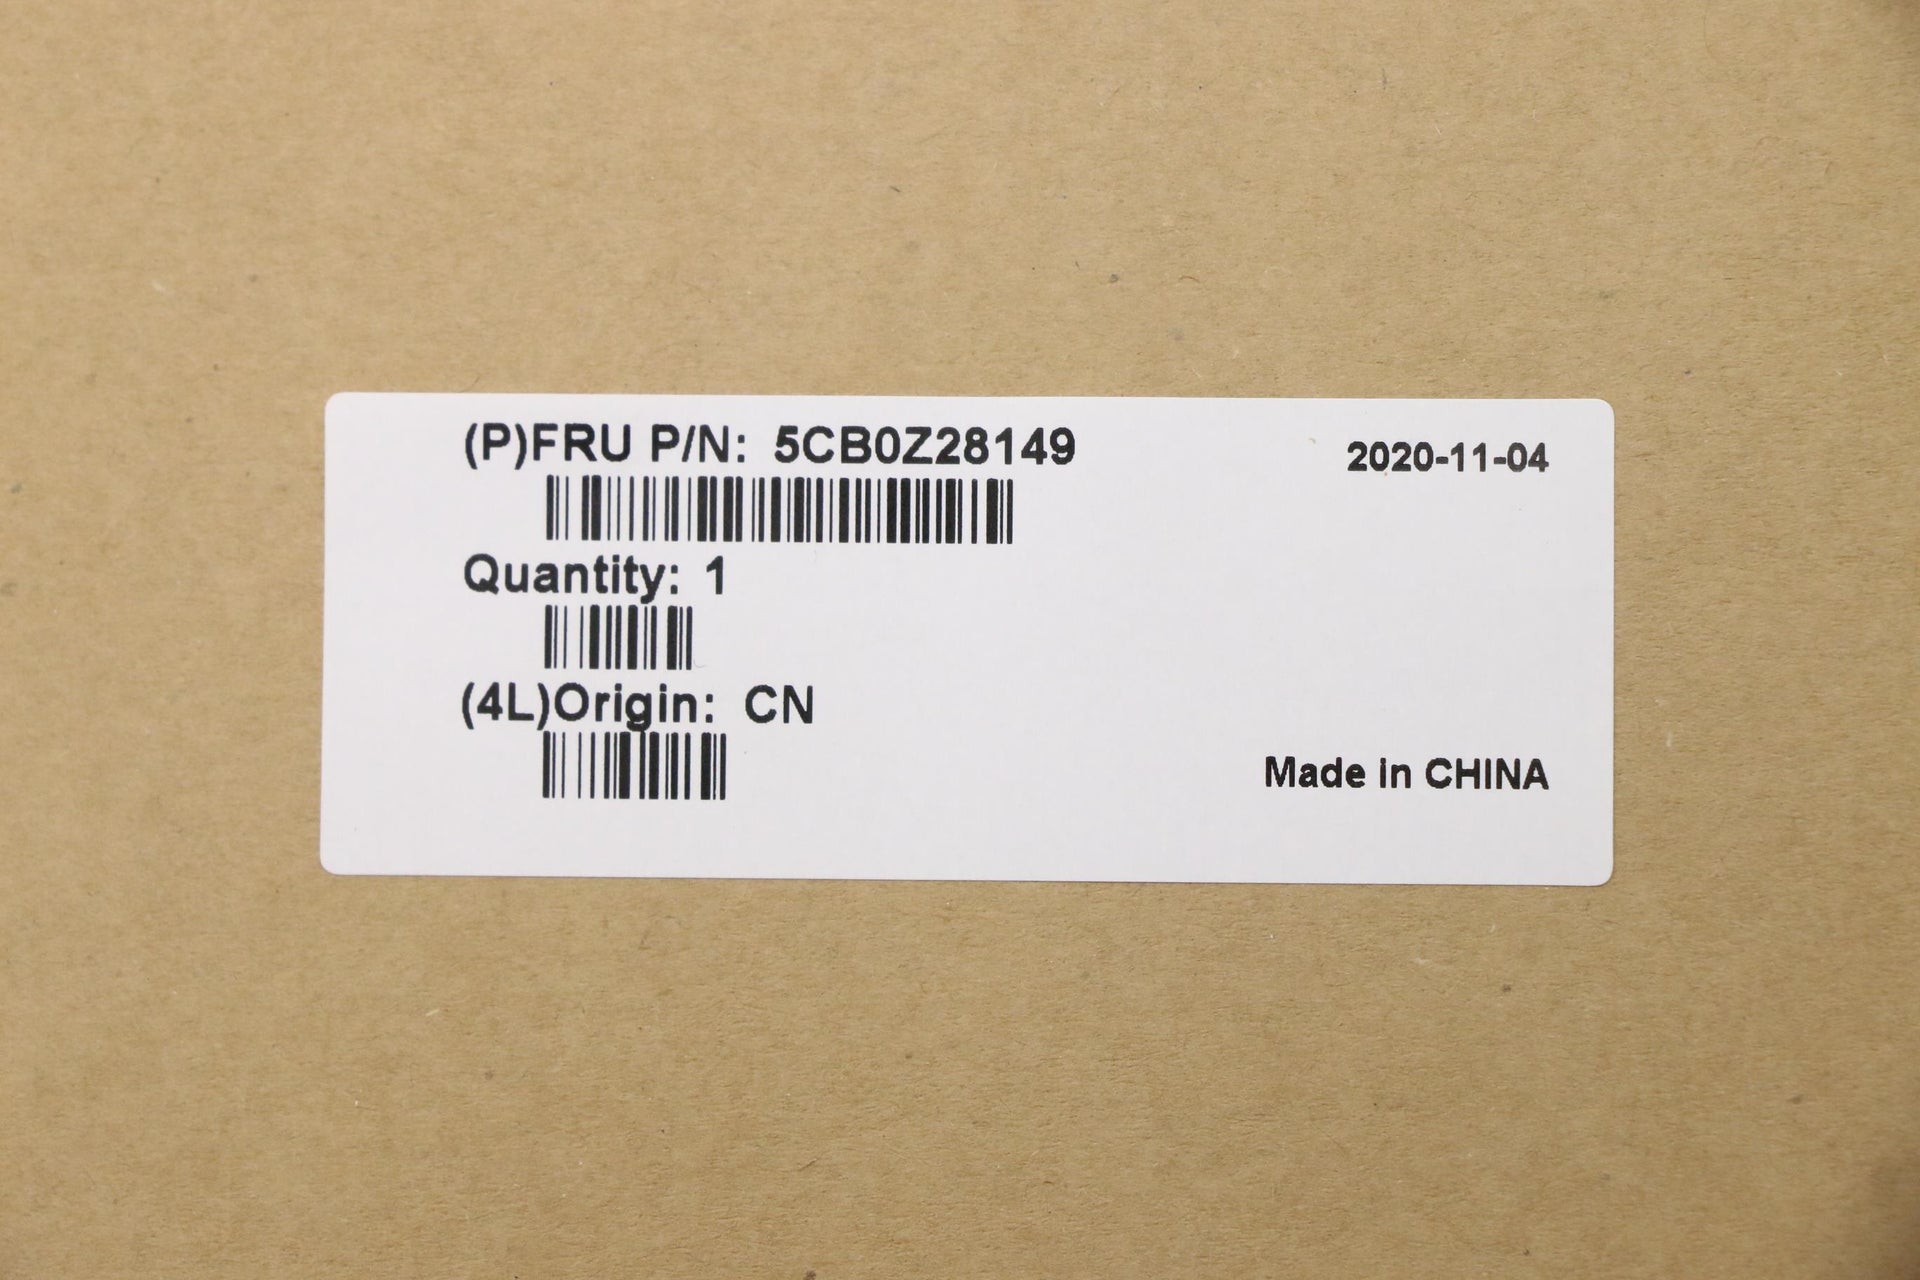 (P)FRU P/N: 5CB0Z28149
2020-11-04
Quantity: 1
(4L)Origin: CN
Made in CHINA